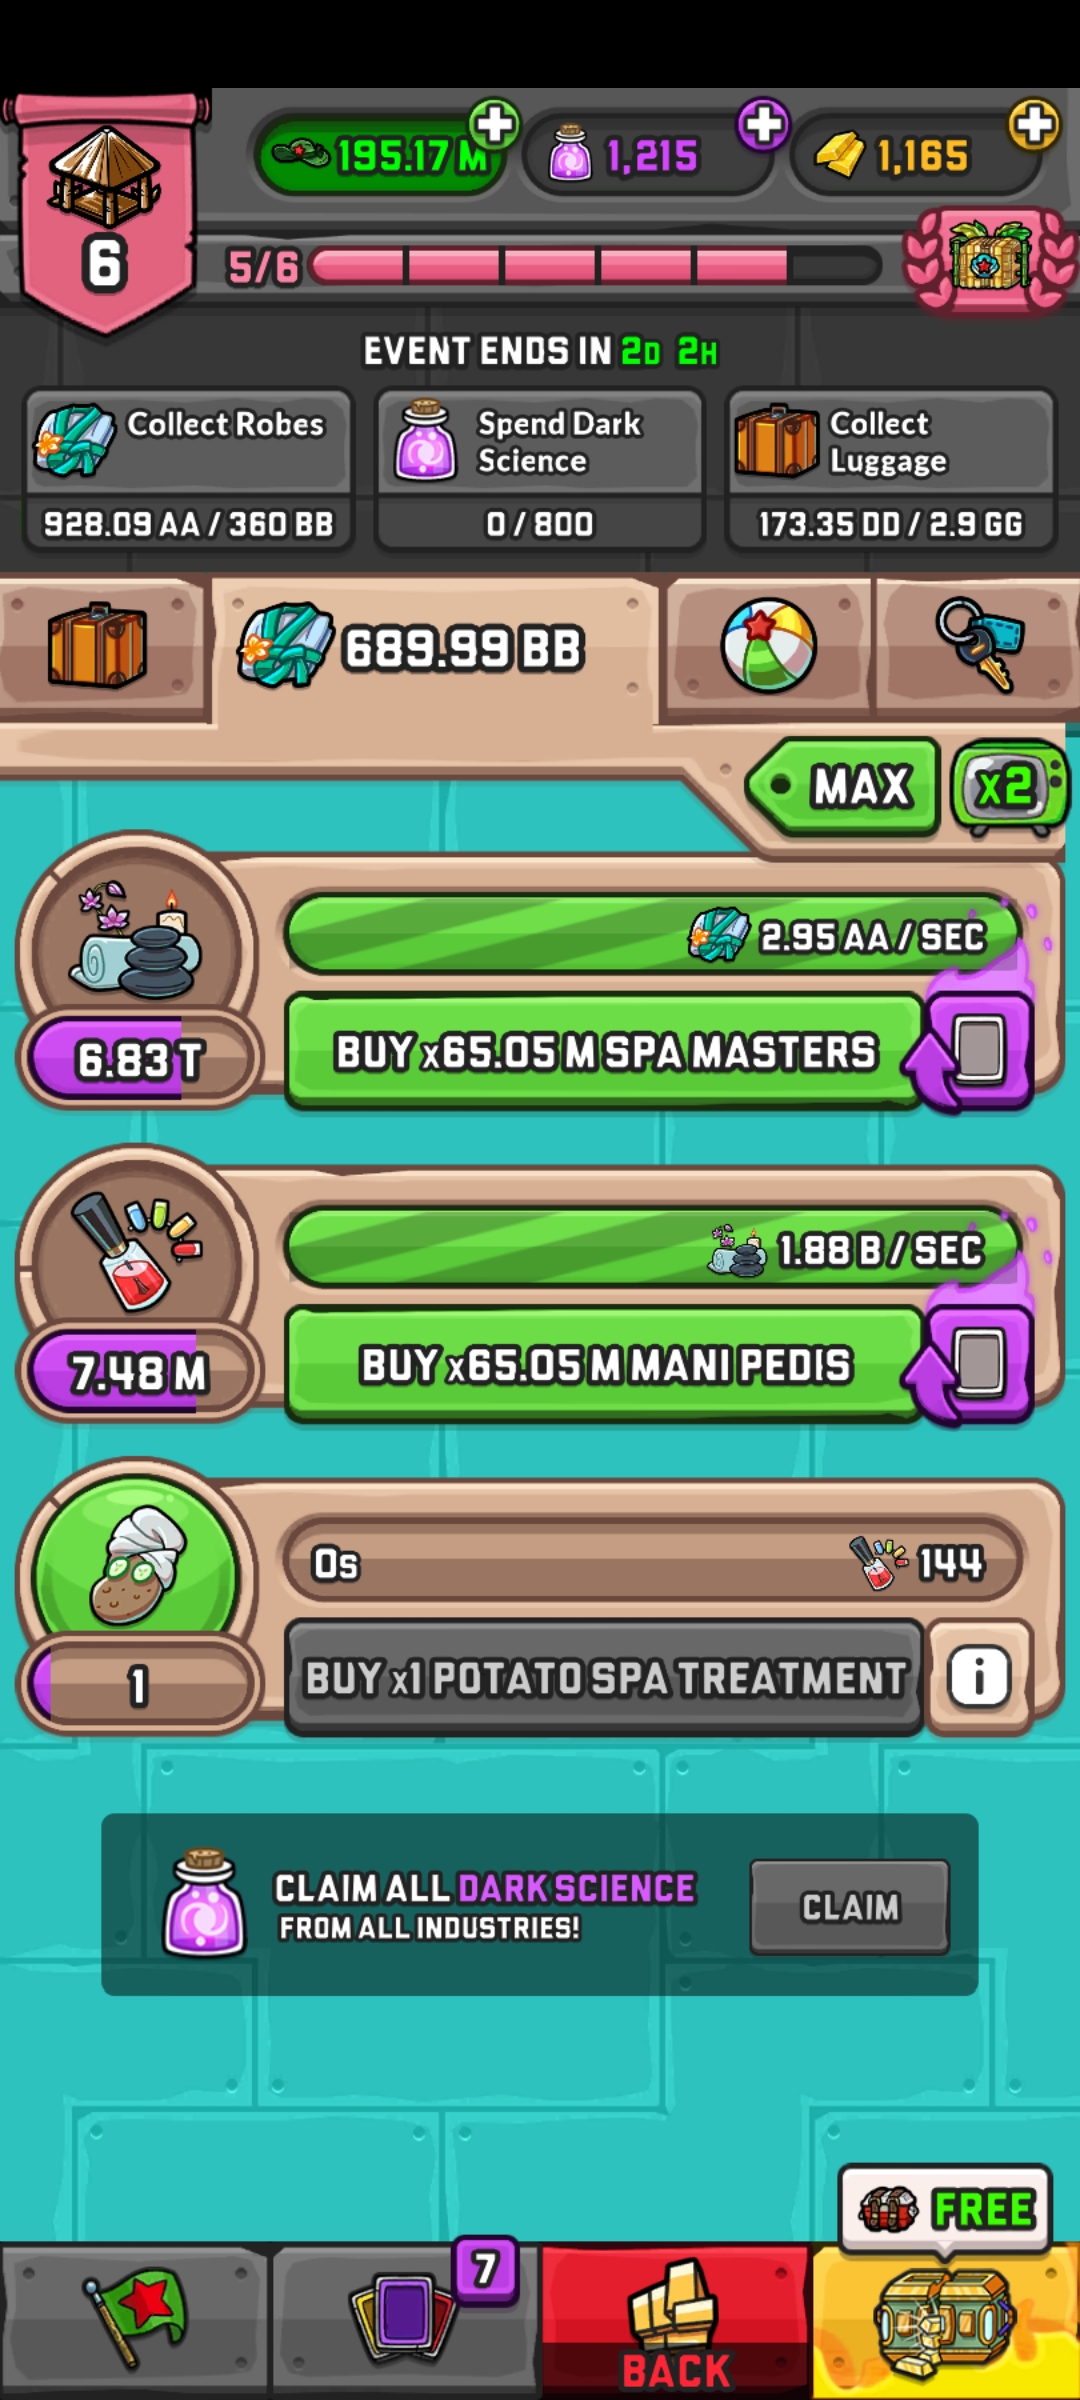 195.17 M
1,215
1,165
6
5/6
EVENT ENDS IN 2D 2H
Collect Robes
928.09 AA / 360 BB
Spend Dark
Science
0 / 800
Collect
Luggage
173.35 DD / 2.9 GG
689.99 BB
MAX
x2
2.95 AA / SEC
6.83 T
BUY x65.05 M SPA MASTERS
1.88 B / SEC
7.48 M
BUY x65.05 M MANI PEDIS
0s
144
1
BUY x1 POTATO SPA TREATMENT
i
CLAIM ALL DARK SCIENCE
FROM ALL INDUSTRIES!
CLAIM
FREE
7
BACK